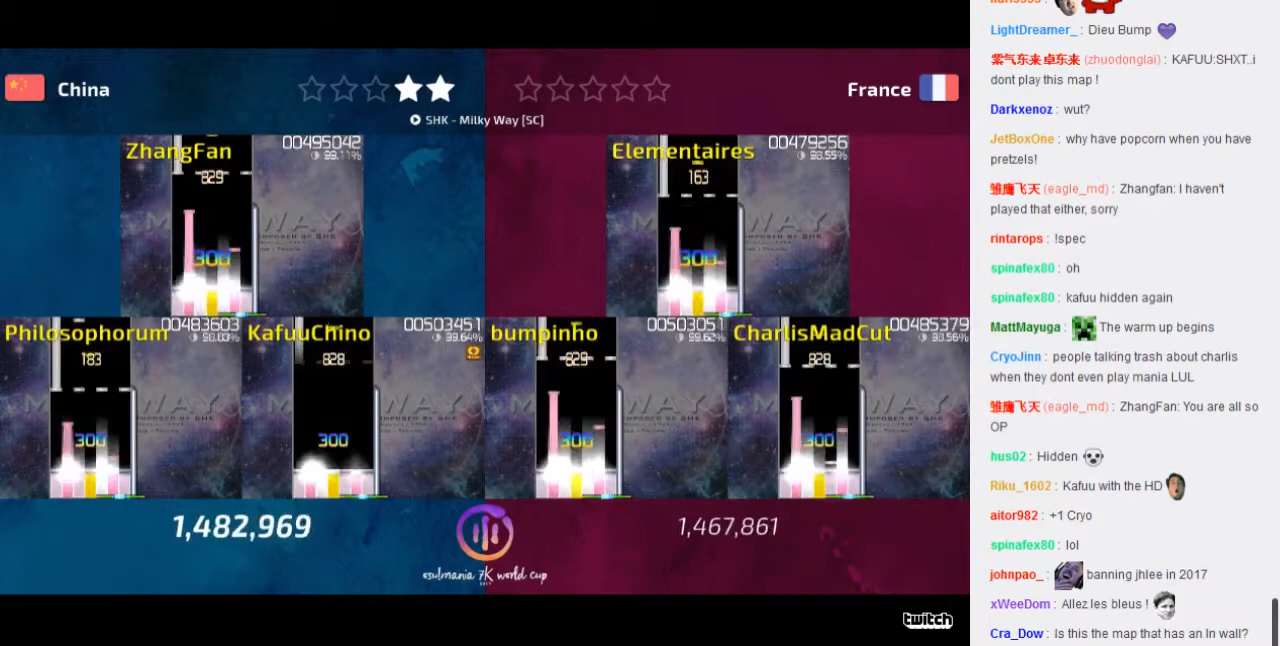 China
France
SHK - Milky Way [SC]
ZhangFan
00495042
99.11%
829
300
Elementaires
00479256
98.55%
163
300
Philosophorum
00483603
183
300
KafuuChino
00503451
99.64%
828
300
bumpinho
00503051
99.62%
829
300
CharlisMadCut
00485379
98.56%
828
300
1,482,969
1,467,861
osu!mania 7K world cup
twitch
LightDreamer_ : Dieu Bump
紫气东来卓东来 (zhuodonglai) : KAFUU:SHXT..i
dont play this map !
Darkxenoz : wut?
JetBoxOne : why have popcorn when you have
pretzels!
雏鹰飞天 (eagle_md) : Zhangfan: I haven't
played that either, sorry
rintarops : !spec
spinafex80 : oh
spinafex80 : kafuu hidden again
MattMayuga : The warm up begins
CryoJinn : people talking trash about charlis
when they dont even play mania LUL
雏鹰飞天 (eagle_md) : ZhangFan: You are all so
OP
hus02 : Hidden
Riku_1602 : Kafuu with the HD
aitor982 : +1 Cryo
spinafex80 : lol
johnpao_ : banning jhlee in 2017
xWeeDom : Allez les bleus !
Cra_Dow : Is this the map that has an ln wall?